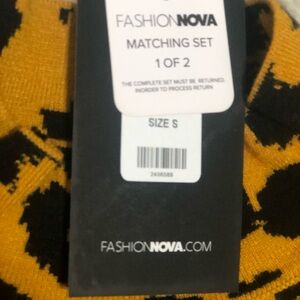 FASHIONNOVA
MATCHING SET
1 OF 2
THE COMPLETE SET MUST BE RETURNED
INORDER TO PROCESS RETURN
SIZE S
2496588
FASHIONNOVA.COM